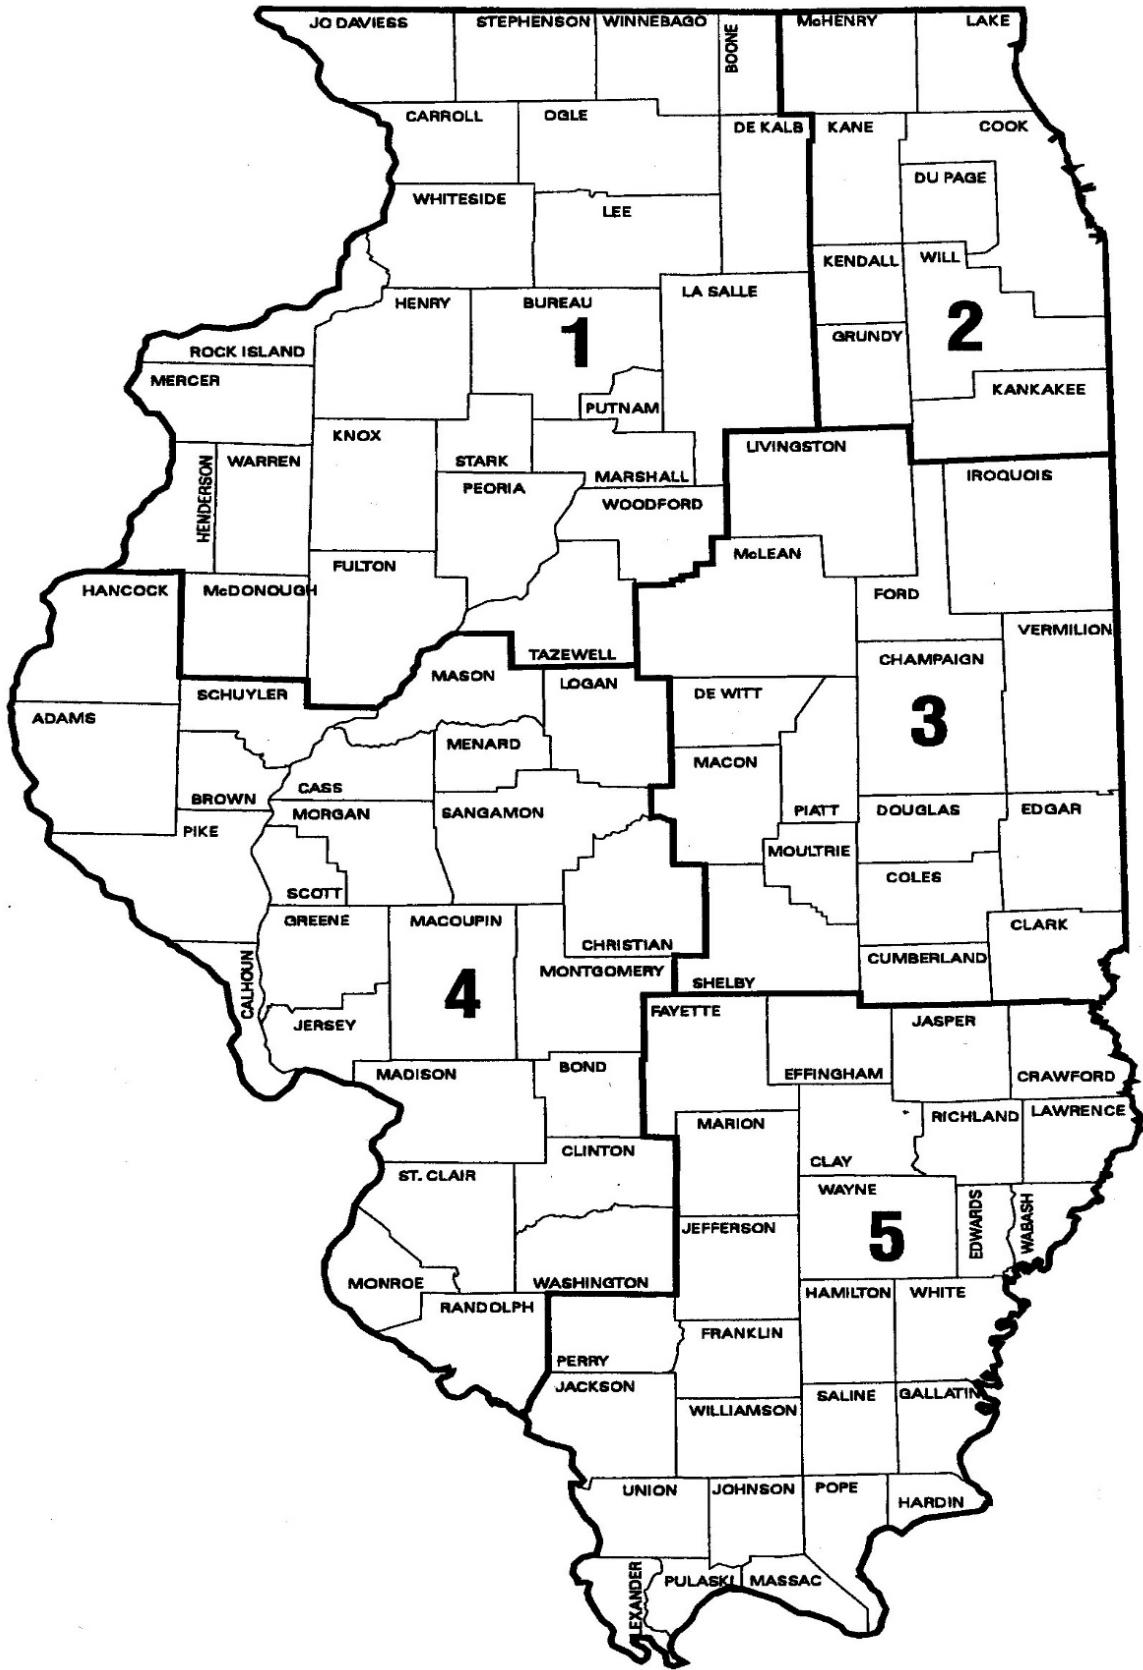 JO DAVIESS
STEPHENSON
WINNEBAGO
BOONE
McHENRY
LAKE
CARROLL
OGLE
DE KALB
KANE
COOK
DU PAGE
WHITESIDE
LEE
KENDALL
WILL
HENRY
BUREAU
LA SALLE
1
2
ROCK ISLAND
GRUNDY
MERCER
PUTNAM
KANKAKEE
KNOX
LIVINGSTON
HENDERSON
WARREN
STARK
MARSHALL
IROQUOIS
PEORIA
WOODFORD
McLEAN
FULTON
HANCOCK
McDONOUGH
FORD
VERMILION
TAZEWELL
CHAMPAIGN
MASON
LOGAN
SCHUYLER
DE WITT
ADAMS
3
MENARD
MACON
CASS
BROWN
MORGAN
SANGAMON
PIATT
DOUGLAS
EDGAR
PIKE
MOULTRIE
SCOTT
COLES
GREENE
MACOUPIN
CLARK
CHRISTIAN
CALHOUN
MONTGOMERY
CUMBERLAND
4
SHELBY
JERSEY
FAYETTE
JASPER
MADISON
BOND
EFFINGHAM
CRAWFORD
MARION
RICHLAND
LAWRENCE
CLINTON
CLAY
ST. CLAIR
WAYNE
EDWARDS
WABASH
JEFFERSON
5
MONROE
WASHINGTON
RANDOLPH
HAMILTON
WHITE
FRANKLIN
PERRY
JACKSON
SALINE
GALLATIN
WILLIAMSON
UNION
JOHNSON
POPE
HARDIN
ALEXANDER
PULASKI
MASSAC